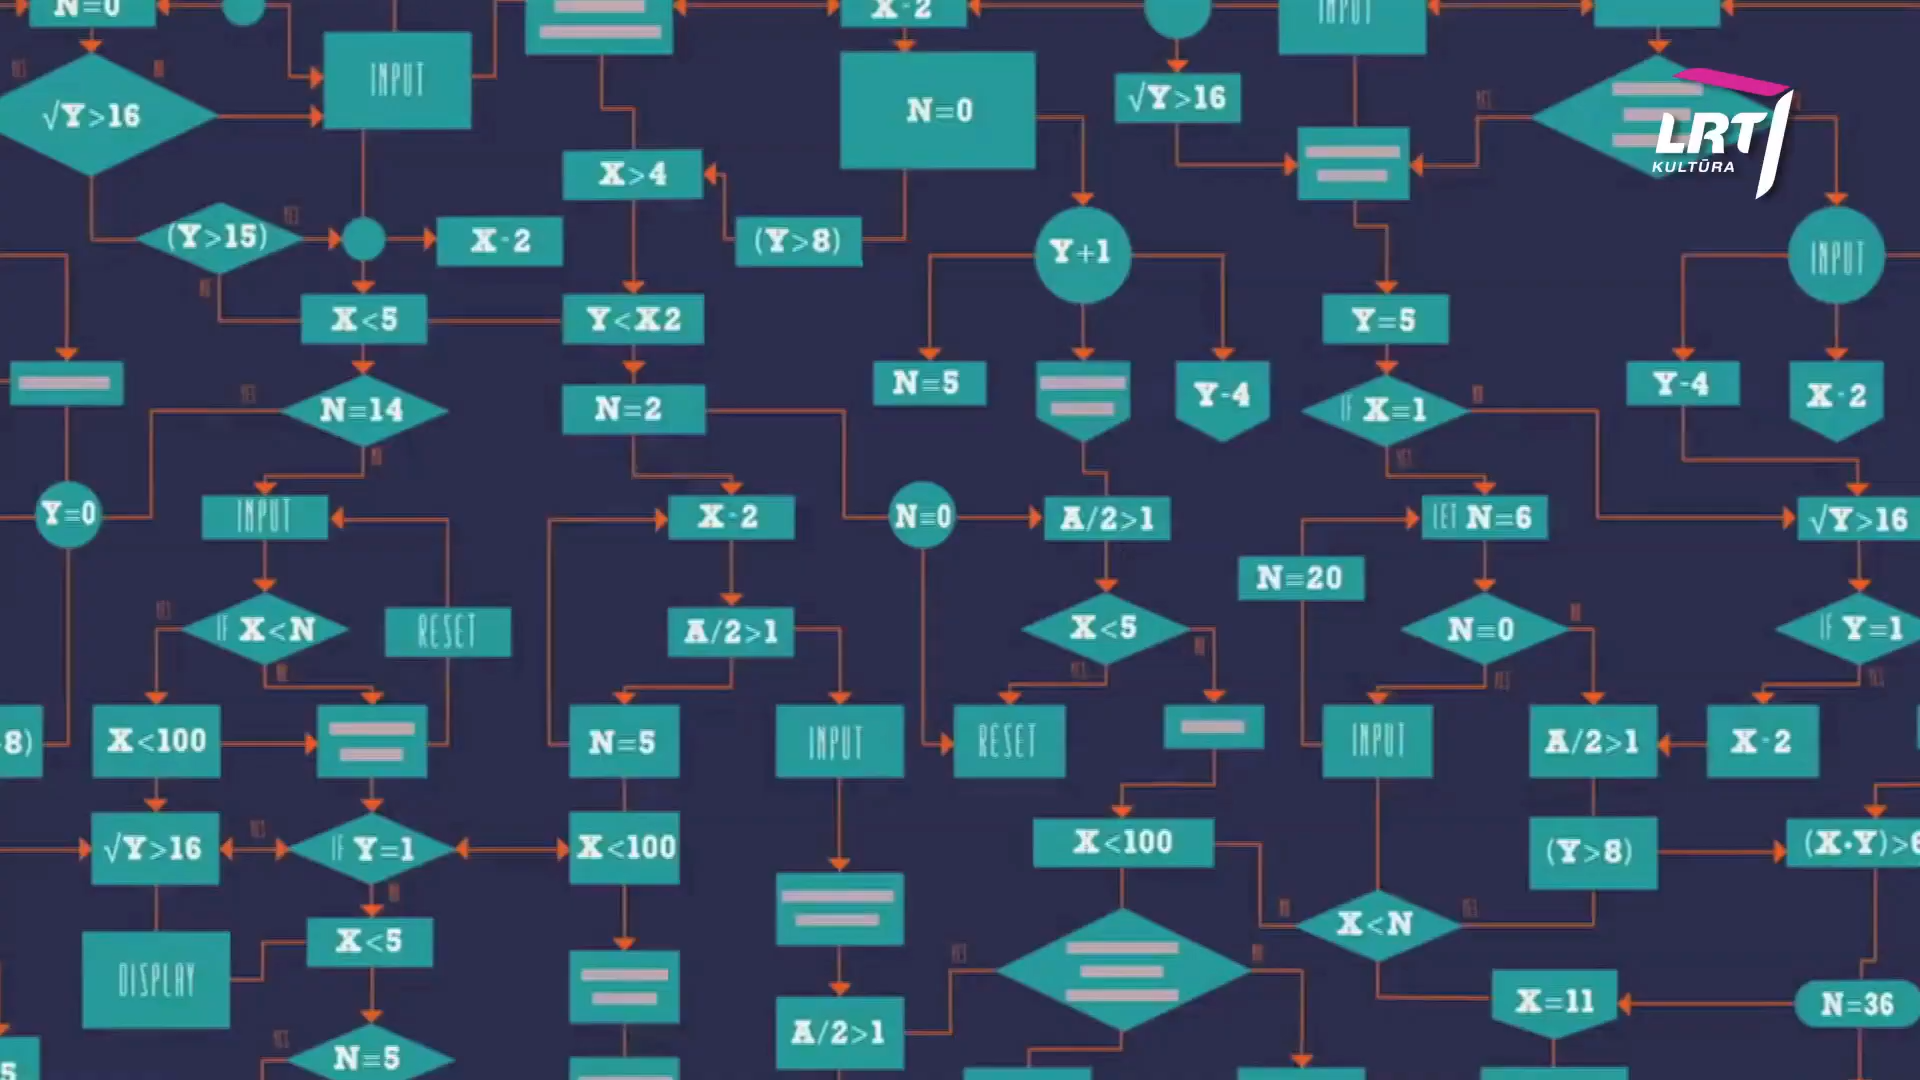 N=0
X-2
INPUT
√Y>16
INPUT
N=0
√Y>16
LRT
KULTŪRA
X>4
(Y>15)
YES
X-2
(Y>8)
Y+1
INPUT
X<5
Y<X2
Y=5
N=14
N=2
N=5
Y-4
IF X=1
Y-4
X-2
Y=0
INPUT
X-2
N=0
A/2>1
LET N=6
√Y>16
N=20
IF X<N
RESET
A/2>1
X<5
N=0
IF Y=1
8)
X<100
N=5
INPUT
RESET
INPUT
A/2>1
X-2
√Y>16
IF Y=1
X<100
X<100
(Y>8)
(X·Y)>6
X<5
X<N
DISPLAY
N=5
A/2>1
X=11
N=36
5